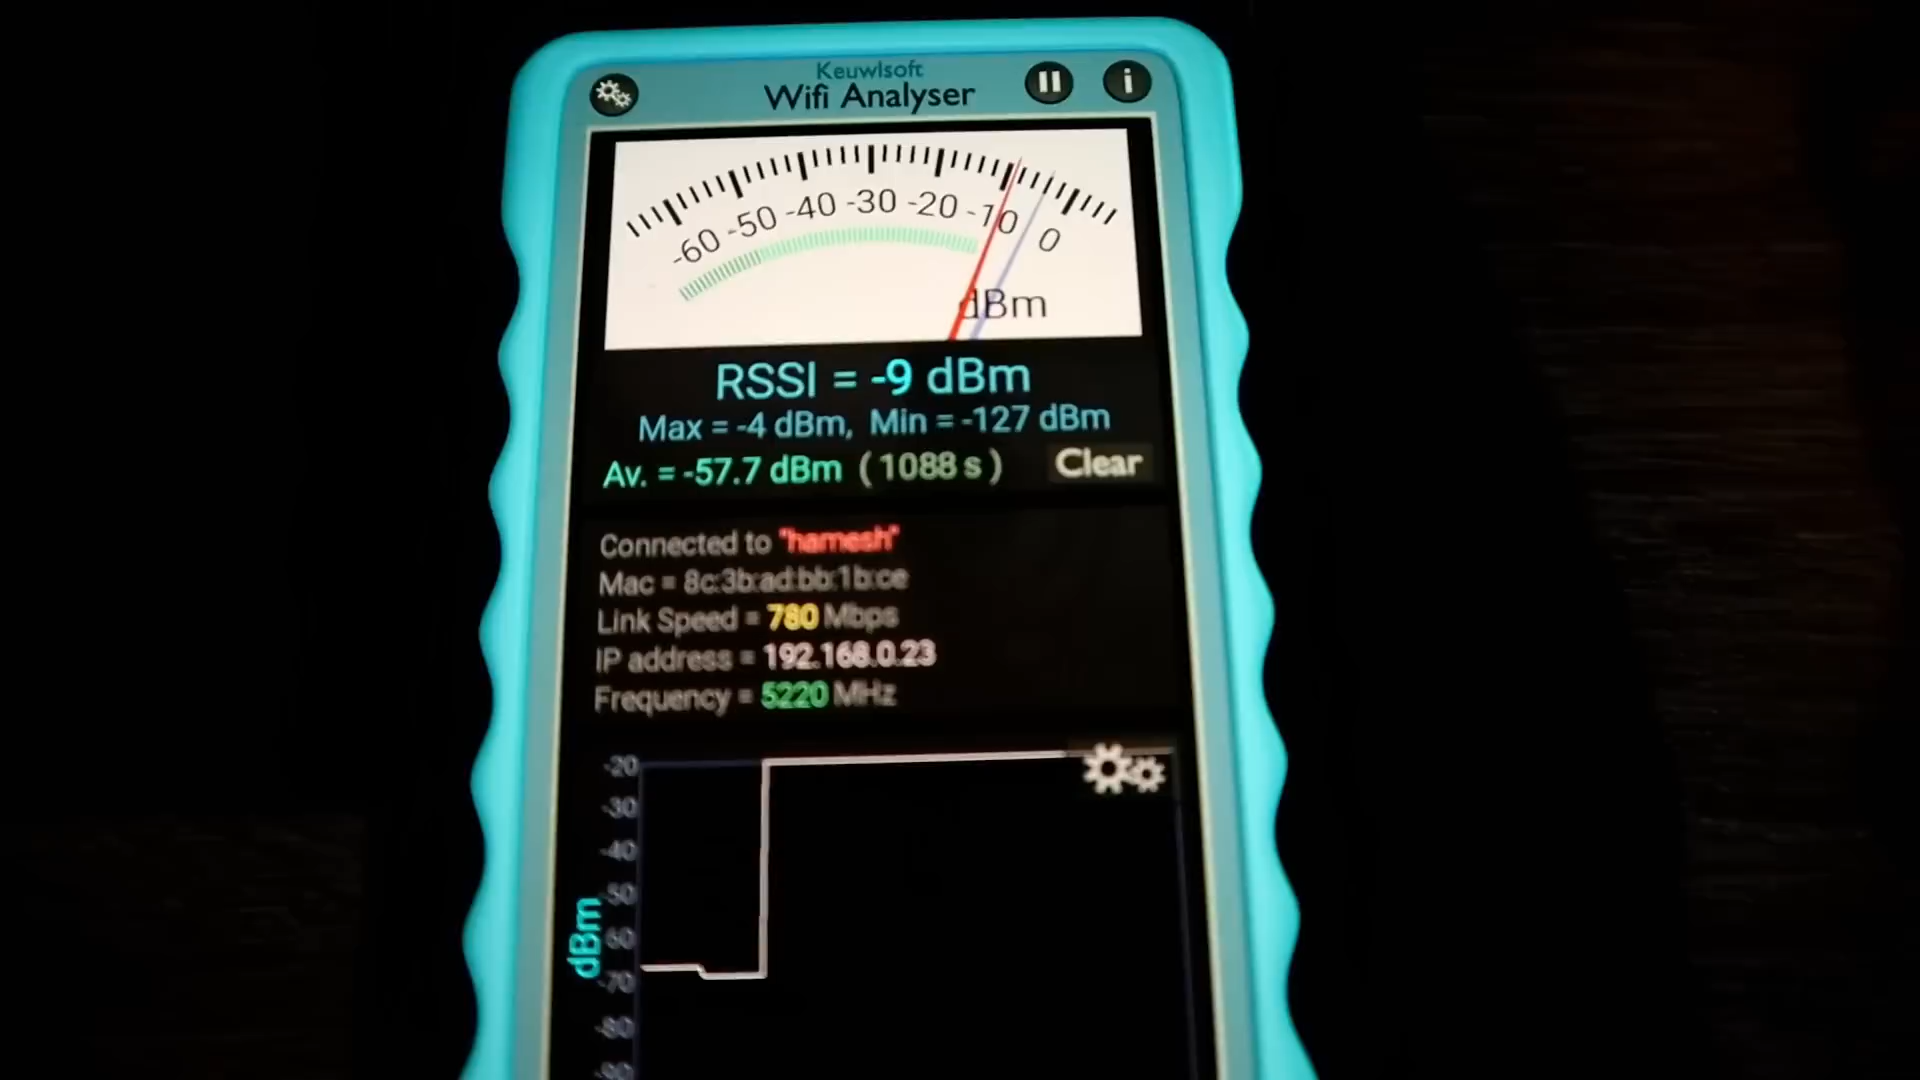 Keuwlsoft
Wifi Analyser
-60 -50 -40 -30 -20 -10 0
dBm
RSSI = -9 dBm
Max = -4 dBm, Min = -127 dBm
Av. = -57.7 dBm (1088 s)
Clear
Connected to "hamesh"
Mac = 8c:3b:ad:bb:1b:ce
Link Speed = 780 Mbps
IP address = 192.168.0.23
Frequency = 5220 MHz
-20
-30
-40
-50
-60
-70
-80
-90
dBm